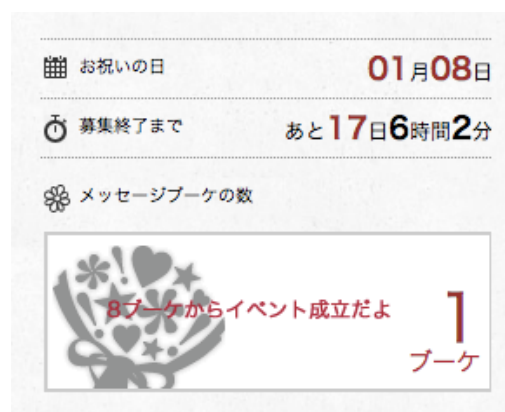 お祝いの日
01月08日
募集終了まで
あと17日6時間2分
メッセージブーケの数
8ブーケからイベント成立だよ
1
ブーケ